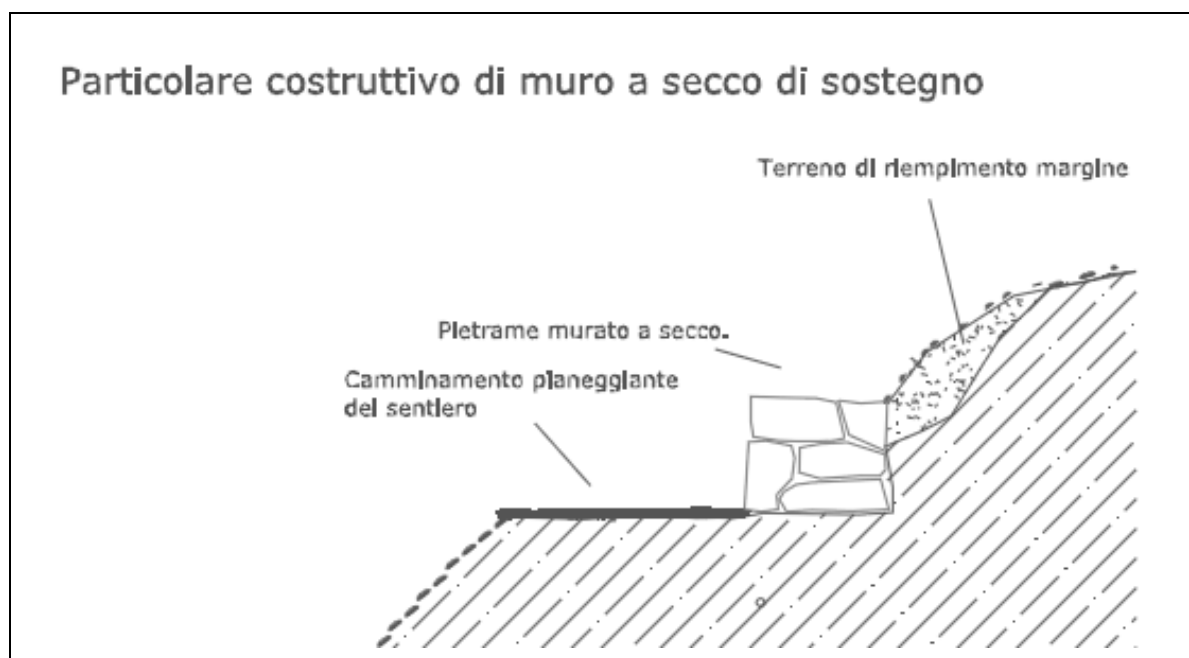 Particolare costruttivo di muro a secco di sostegno
Terreno di riempimento margine
Pietrame murato a secco.
Camminamento pianeggiante
del sentiero